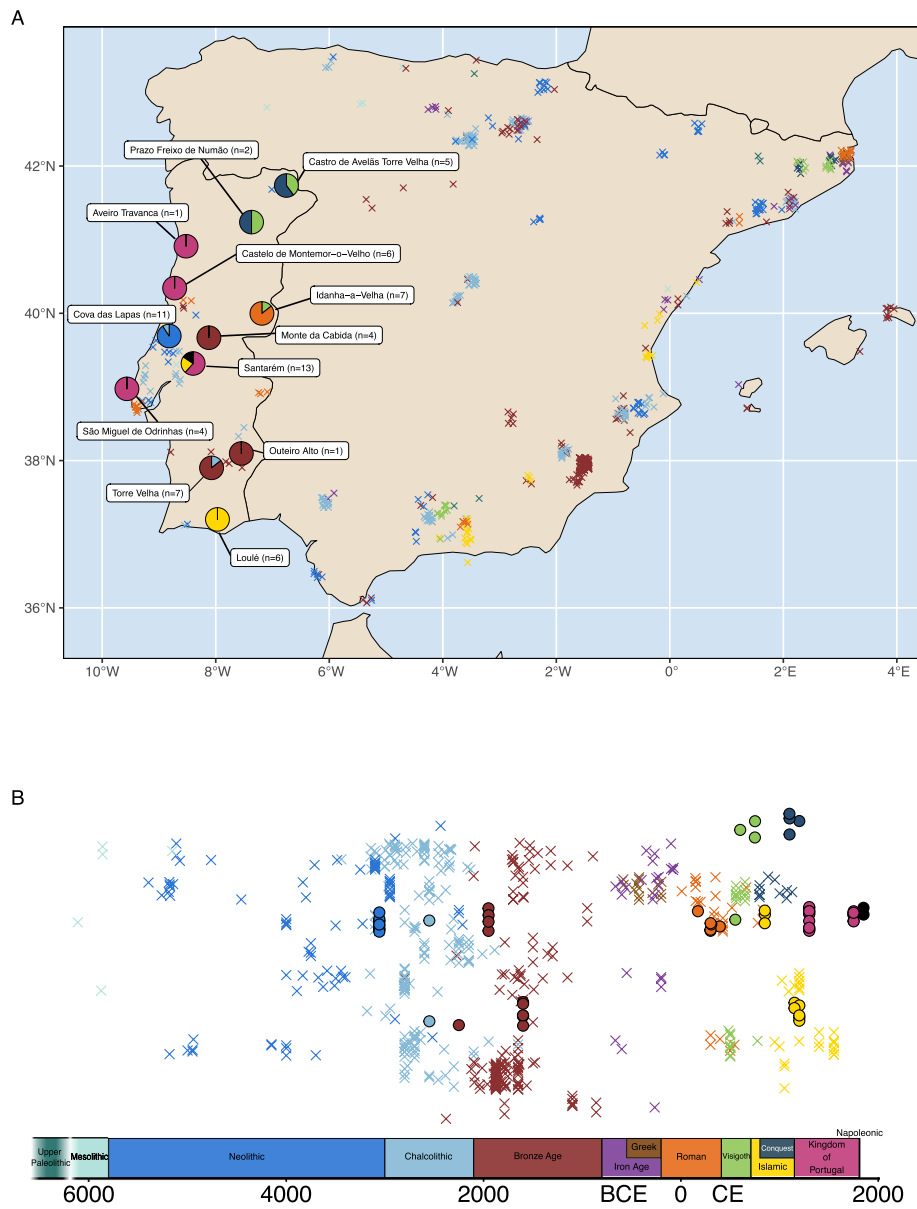 A
42°N
40°N
38°N
36°N
Prazo Freixo de Numão (n=2)
Castro de Avelãs Torre Velha (n=5)
Aveiro Travanca (n=1)
Castelo de Montemor−o−Velho (n=6)
Idanha−a−Velha (n=7)
Cova das Lapas (n=11)
Monte da Cabida (n=4)
Santarém (n=13)
São Miguel de Odrinhas (n=4)
Outeiro Alto (n=1)
Torre Velha (n=7)
Loulé (n=6)
10°W 8°W 6°W 4°W 2°W 0° 2°E 4°E
B
Napoleonic
Upper
Paleolithic
Mesolithic
Neolithic
Chalcolithic
Bronze Age
Greek
Iron Age
Roman
Visigoth
Conquest
Islamic
Kingdom
of
Portugal
6000 4000 2000 BCE 0 CE 2000